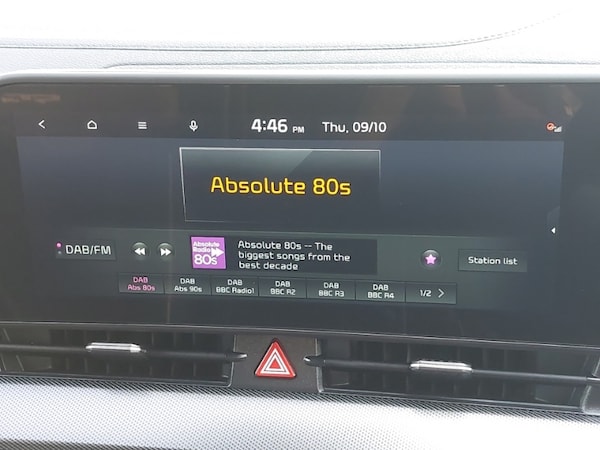 4:46 PM Thu, 09/10
Absolute 80s
DAB/FM
Absolute
Radio
80s
Absolute 80s -- The
biggest songs from the
best decade
Station list
DAB
Abs 80s
DAB
Abs 90s
DAB
BBC Radio1
DAB
BBC R2
DAB
BBC R3
DAB
BBC R4
1/2